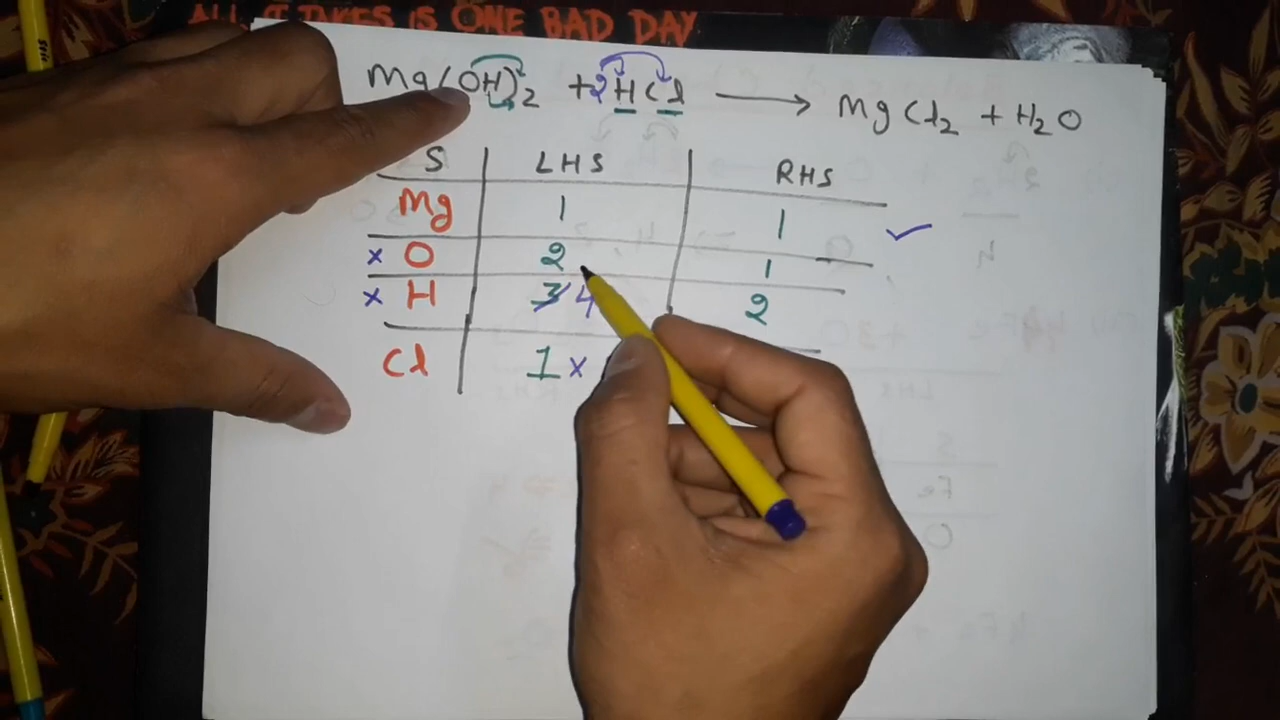 ALL IT TAKES IS ONE BAD DAY
Mg(OH)2 + 2HCl → MgCl2 + H2O
S LHS RHS
Mg 1 1 ✓
x O 2 1
x H 3 4 2
Cl 1 x